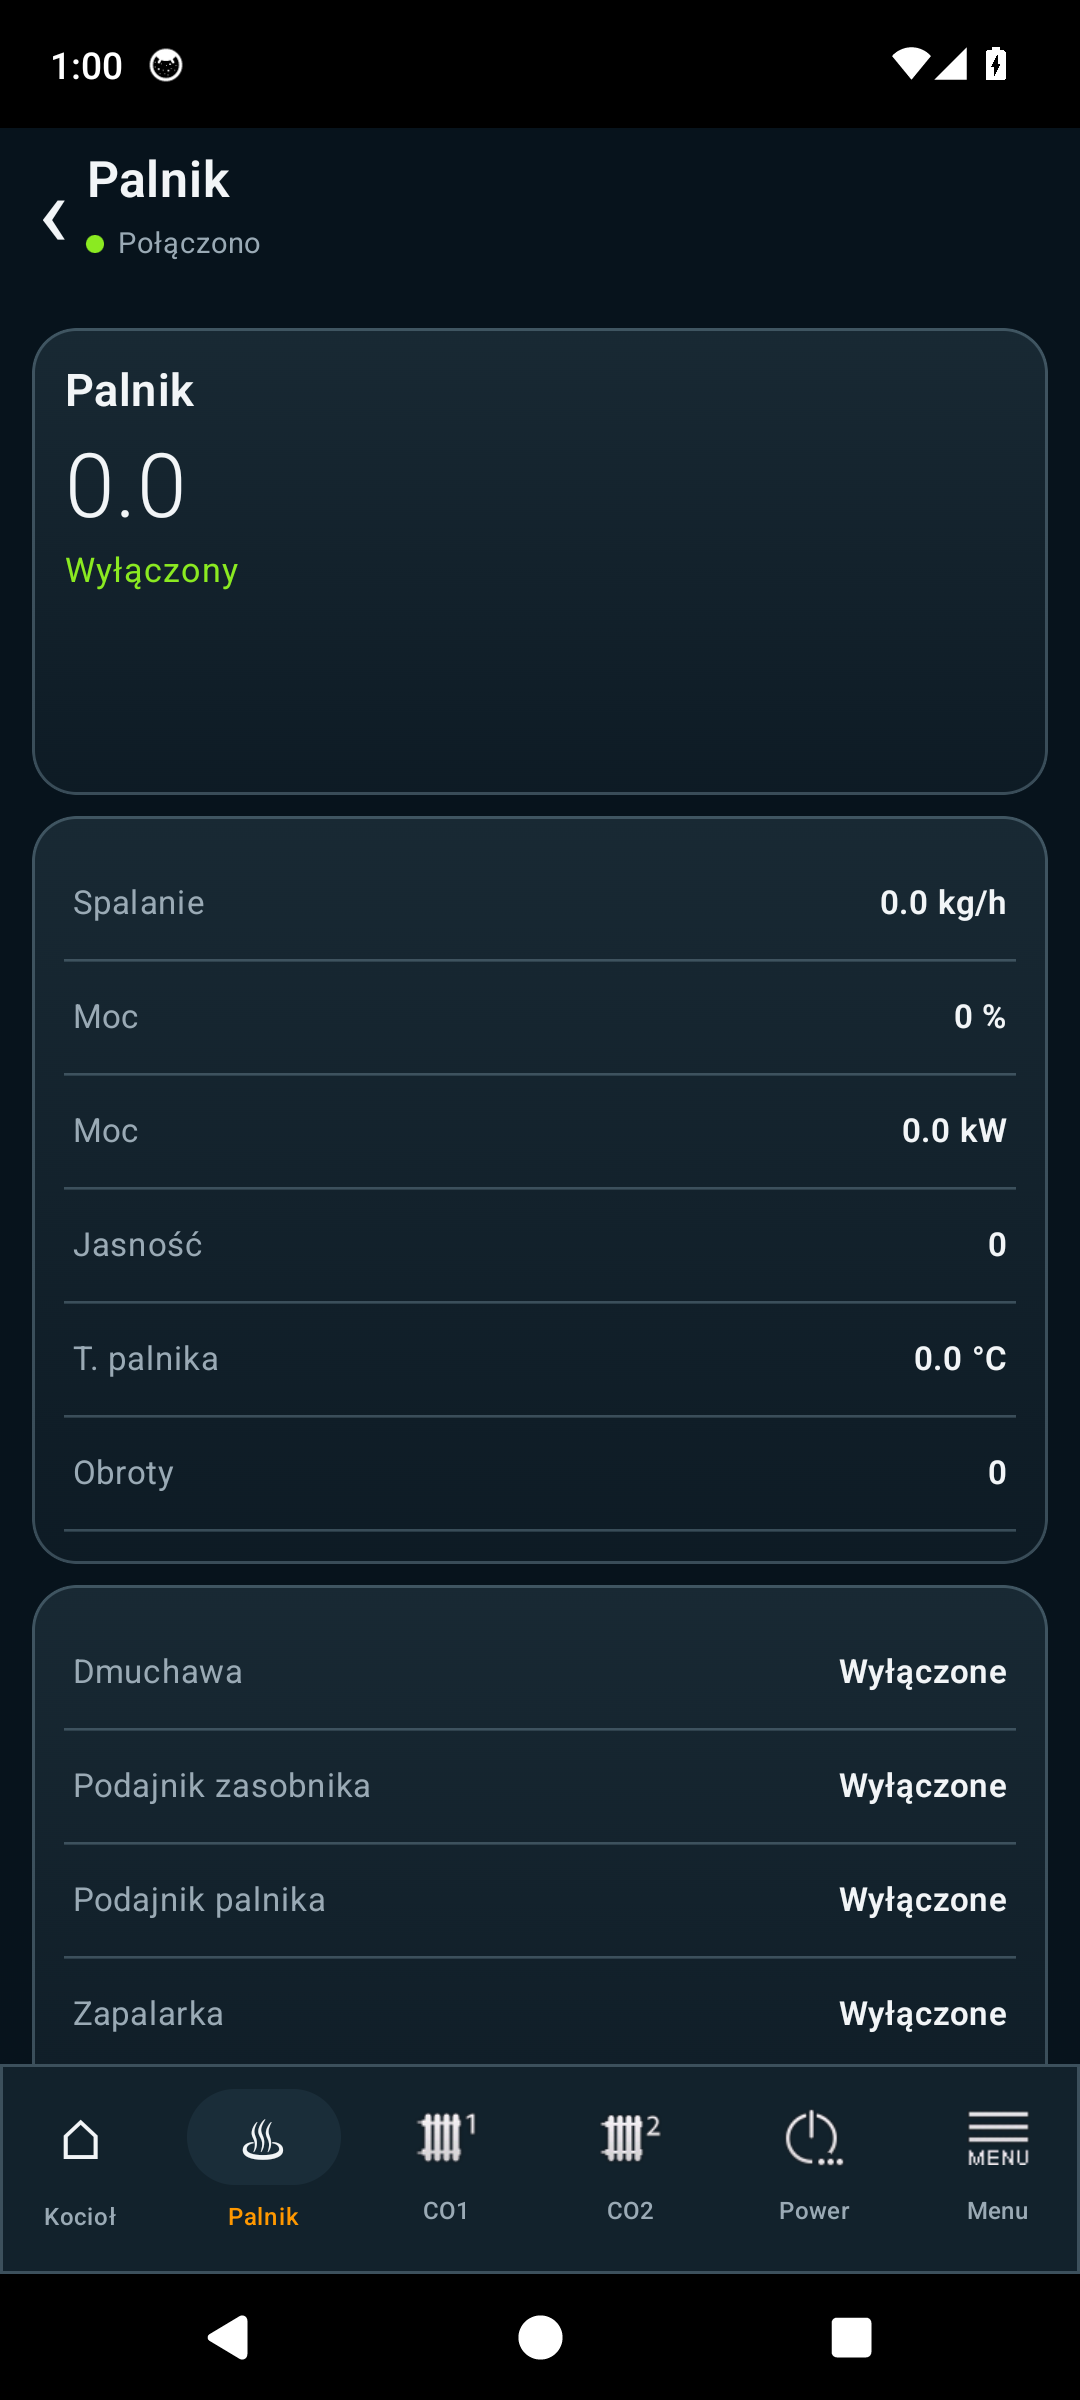 1:00
Palnik
Połączono
Palnik
0.0
Wyłączony
Spalanie 0.0 kg/h
Moc 0 %
Moc 0.0 kW
Jasność 0
T. palnika 0.0 °C
Obroty 0
Dmuchawa Wyłączone
Podajnik zasobnika Wyłączone
Podajnik palnika Wyłączone
Zapalarka Wyłączone
1 2 MENU
Kocioł Palnik CO1 CO2 Power Menu